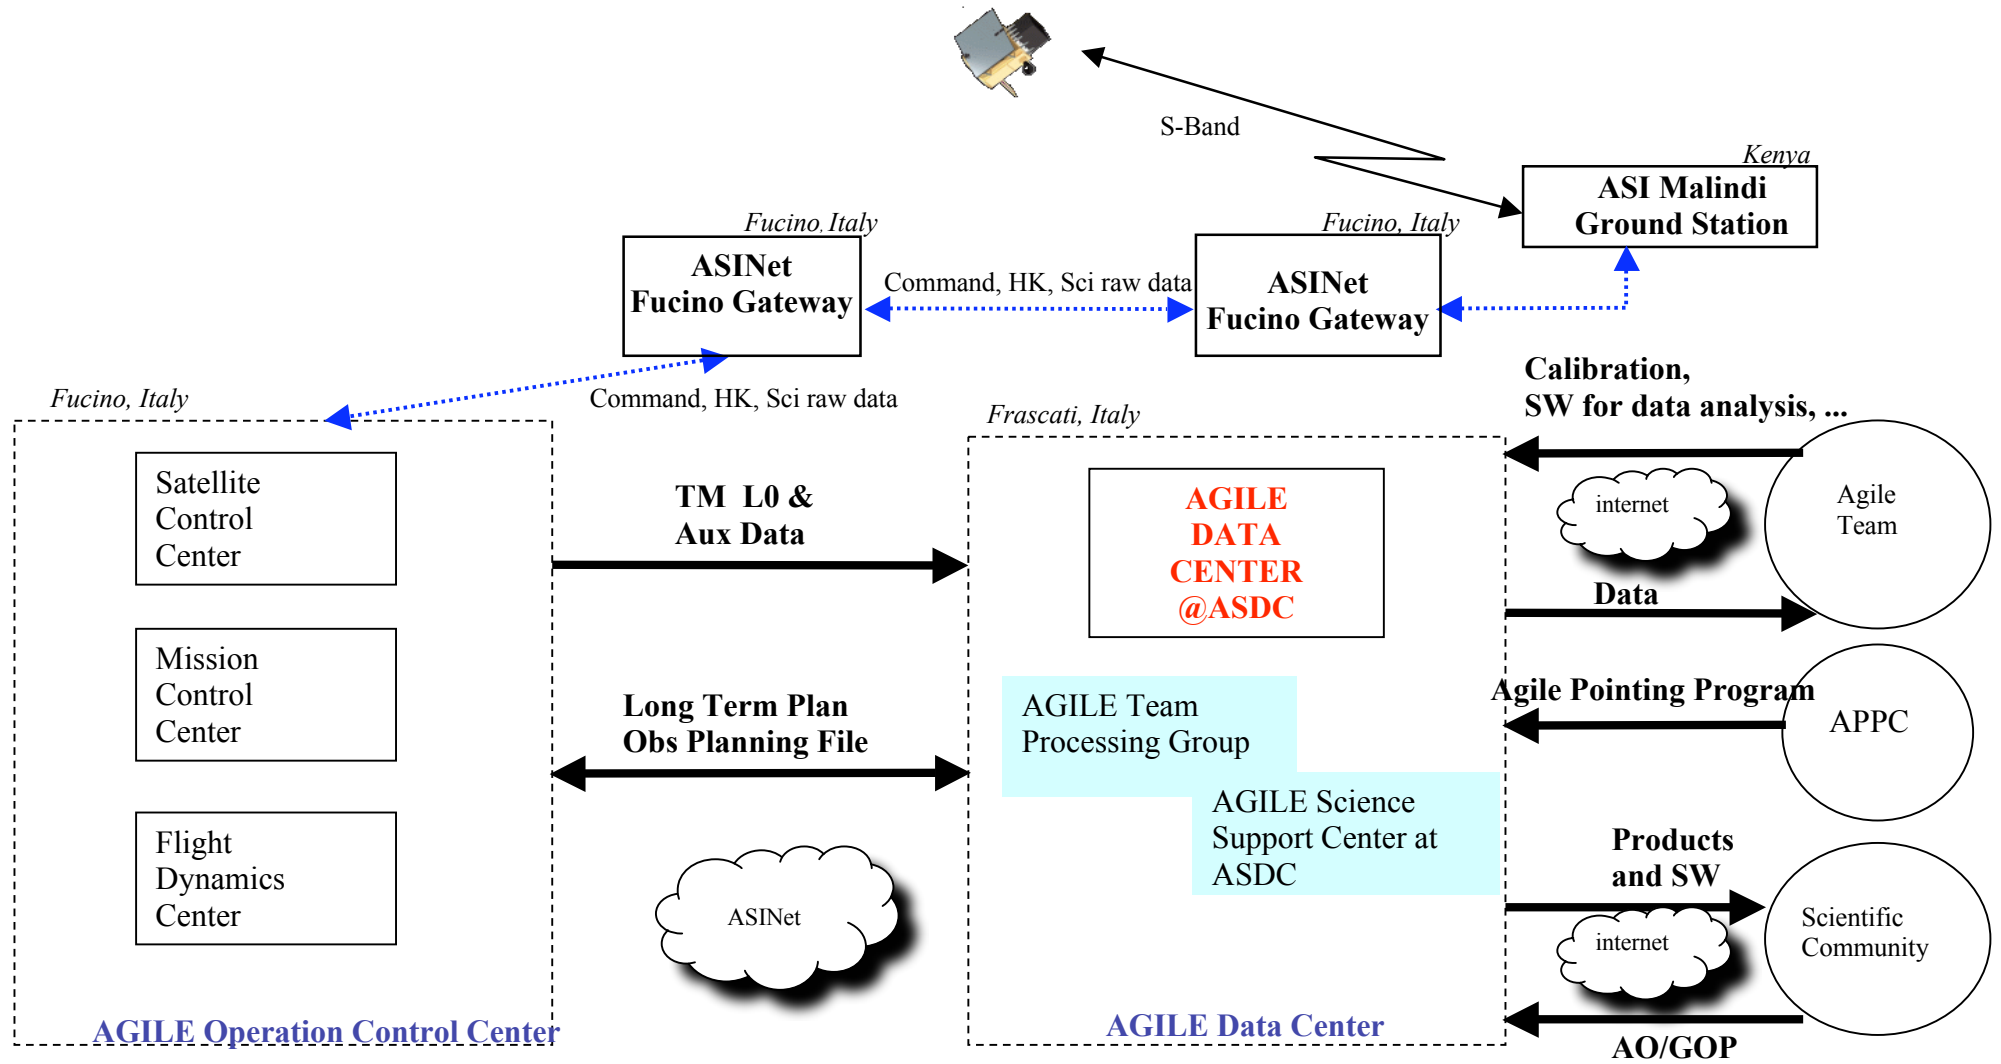 S-Band
Kenya
ASI Malindi
Ground Station
Fucino, Italy
ASINet
Fucino Gateway
Command, HK, Sci raw data
Fucino, Italy
ASINet
Fucino Gateway
Command, HK, Sci raw data
Fucino, Italy
Satellite
Control
Center
Mission
Control
Center
Flight
Dynamics
Center
AGILE Operation Control Center
TM L0 &
Aux Data
Long Term Plan
Obs Planning File
ASINet
Frascati, Italy
AGILE
DATA
CENTER
@ASDC
AGILE Team
Processing Group
AGILE Science
Support Center at
ASDC
AGILE Data Center
Calibration,
SW for data analysis, ...
internet
Agile
Team
Data
Agile Pointing Program
APPC
Products
and SW
internet
Scientific
Community
AO/GOP